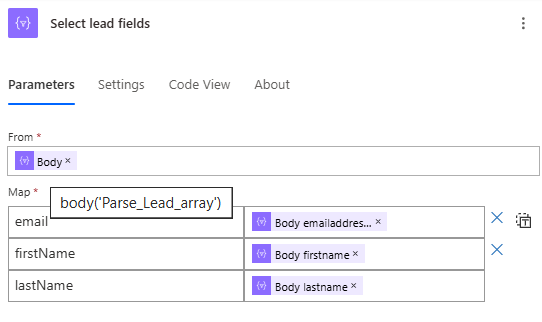 Select lead fields
Parameters Settings Code View About
From *
Body ×
Map *
body('Parse_Lead_array')
email Body emailaddres... ×
firstName Body firstname ×
lastName Body lastname ×